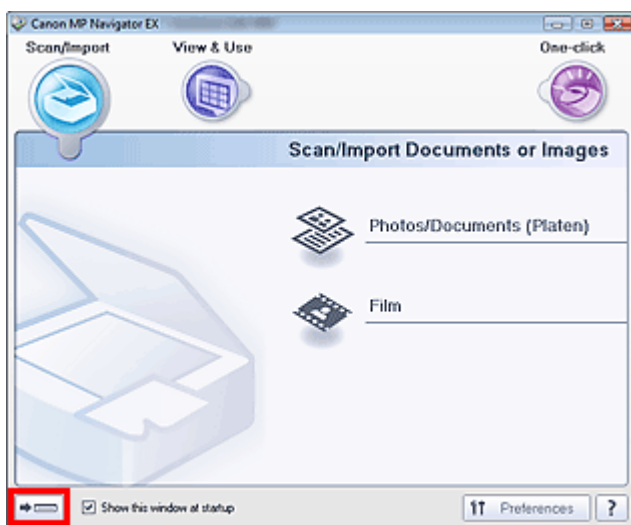 Canon MP Navigator EX
Scan/Import
View & Use
One-click
Scan/Import Documents or Images
Photos/Documents (Platen)
Film
Show this window at startup
Preferences
?